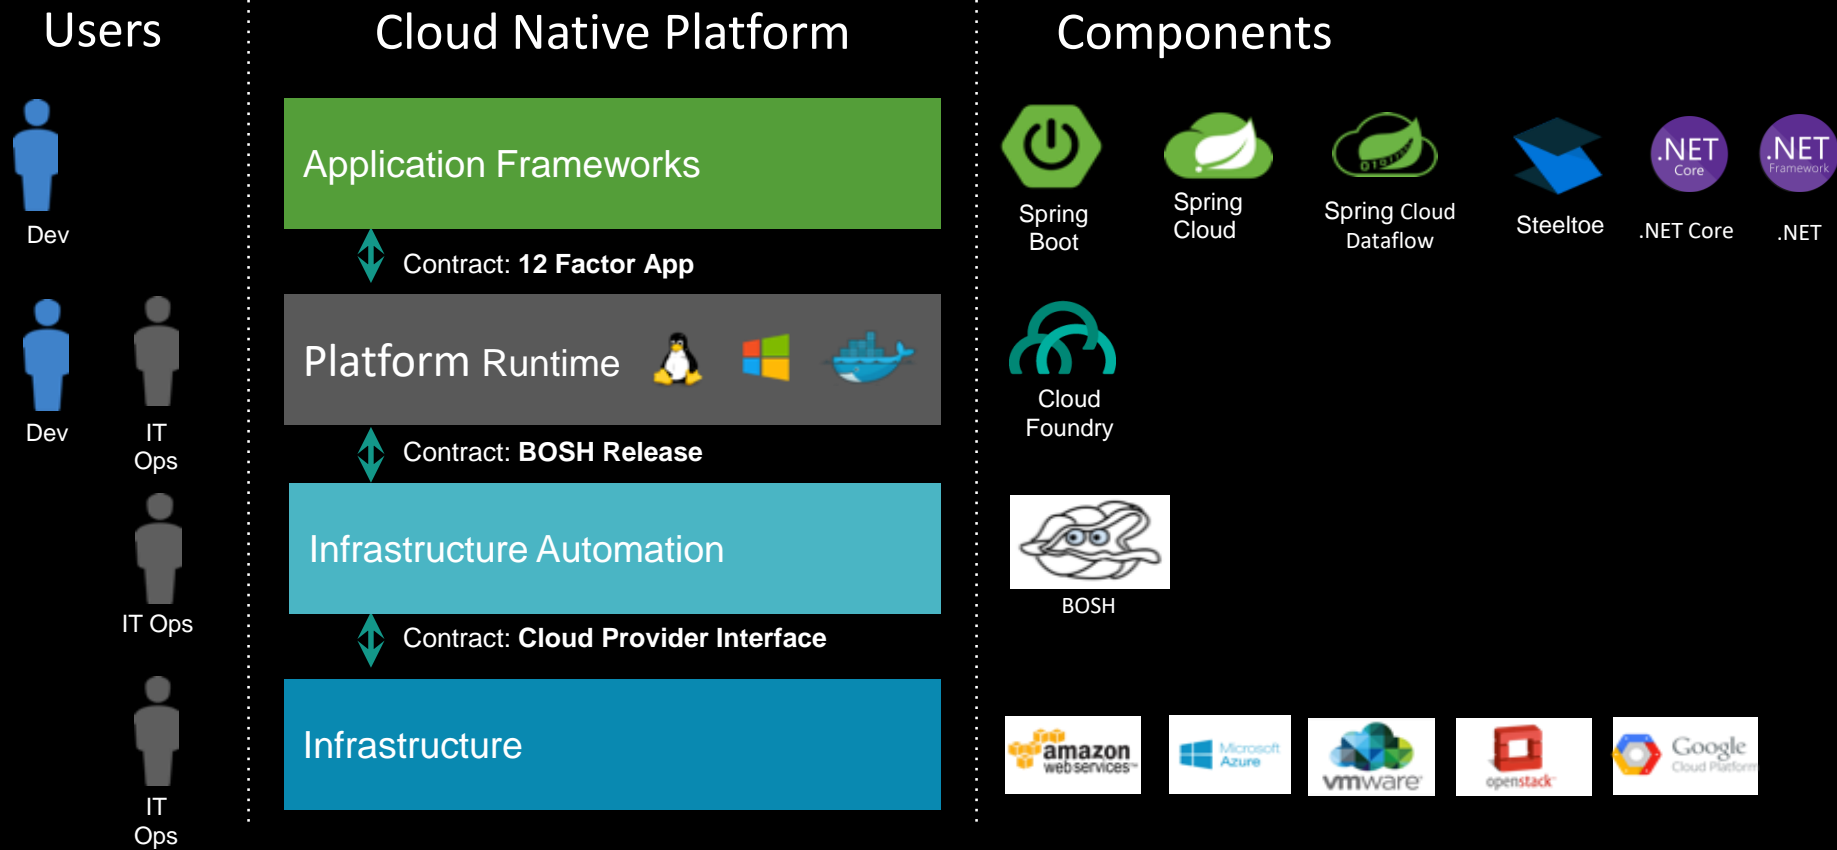 Users
Cloud Native Platform
Components
Dev
Application Frameworks
Spring
Boot
Spring
Cloud
Spring Cloud
Dataflow
Steeltoe
.NET
Core
.NET Core
.NET
Framework
.NET
Contract: 12 Factor App
Dev
IT
Ops
Platform Runtime
Cloud
Foundry
Contract: BOSH Release
IT Ops
Infrastructure Automation
BOSH
Contract: Cloud Provider Interface
IT
Ops
Infrastructure
amazon
webservices™
Microsoft
Azure
vmware
openstack
Google
Cloud Platform